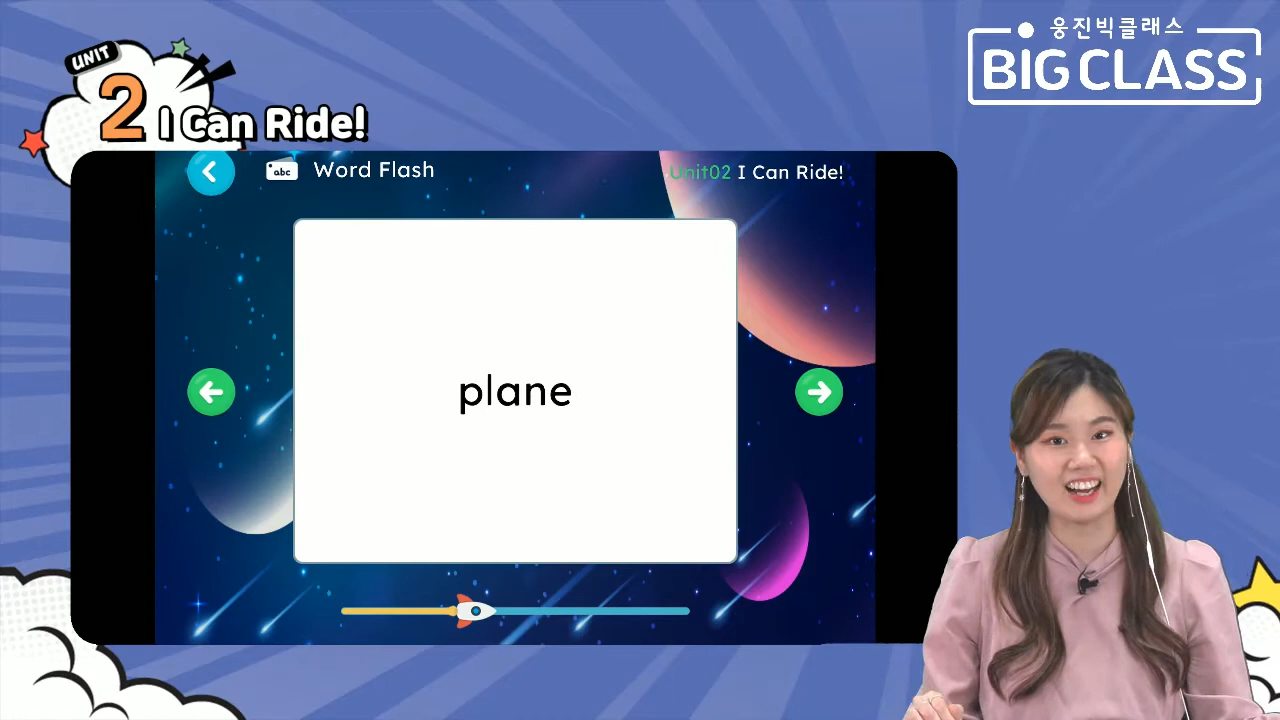 웅진빅클래스
BIG CLASS
UNIT
2 I Can Ride!
abc
Word Flash
Unit02 I Can Ride!
plane